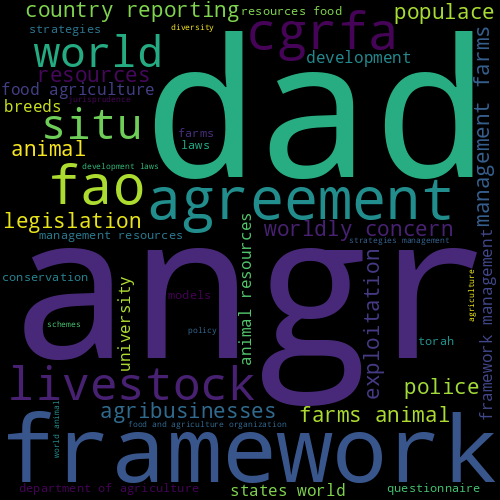 country reporting
resources food
populace
strategies
diversity
cgrfa
world
dad
development
resources
food agriculture
jurisprudence
breeds
situ
farms
animal
laws
management farms
development laws
fao
agreement
legislation
worldly concern
management resources
strategies management
angr
conservation
university
models
animal resources
exploitation
agriculture
framework management
schemes
policy
torah
livestock
police
agribusinesses
farms animal
world animal
food and agriculture organization
framework
department of agriculture
states world
questionnaire